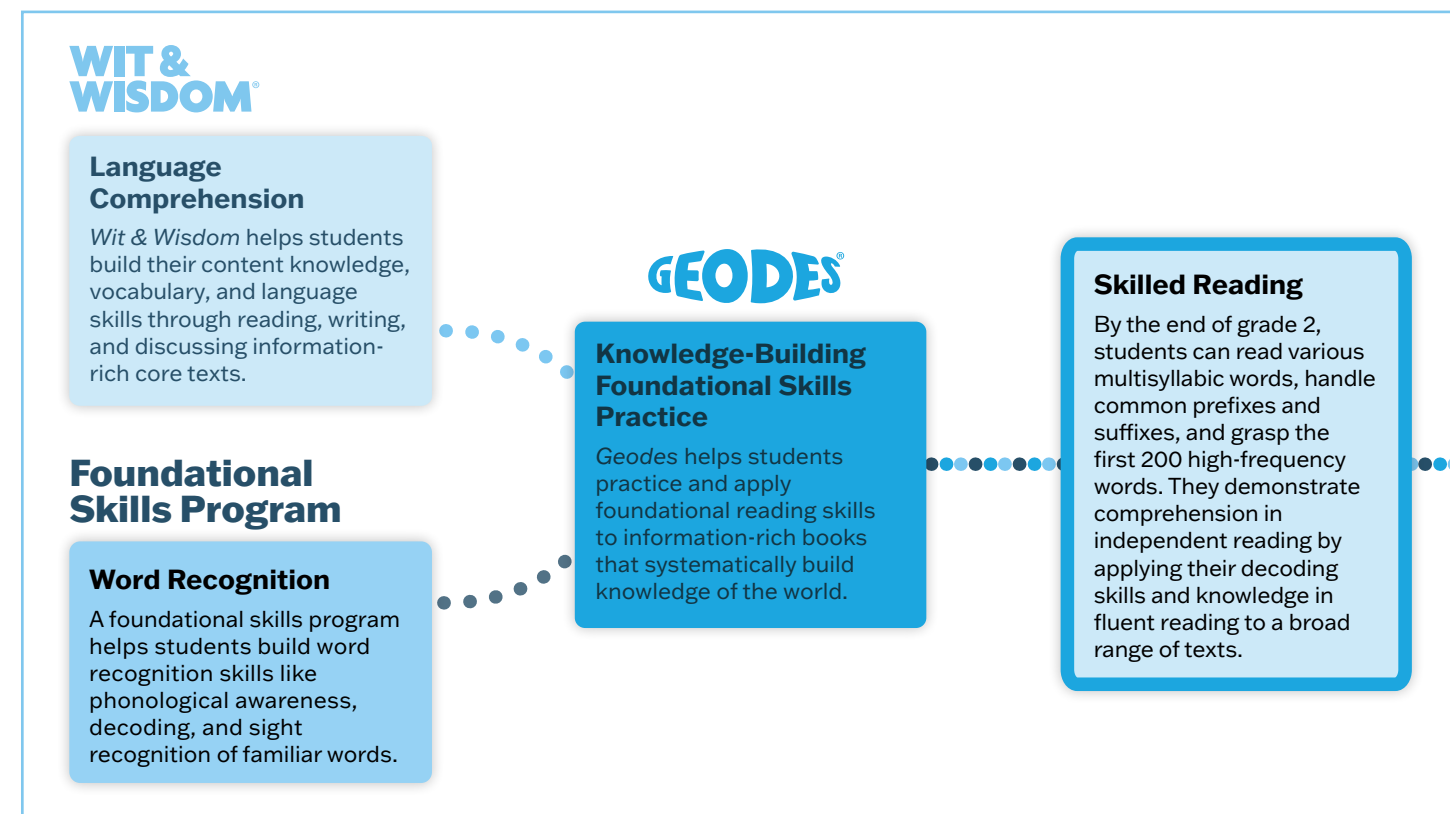 WIT &
WISDOM®
Language
Comprehension
Wit & Wisdom helps students
build their content knowledge,
vocabulary, and language
skills through reading, writing,
and discussing information-
rich core texts.
Foundational
Skills Program
Word Recognition
A foundational skills program
helps students build word
recognition skills like
phonological awareness,
decoding, and sight
recognition of familiar words.
GEODES®
Knowledge-Building
Foundational Skills
Practice
Geodes helps students
practice and apply
foundational reading skills
to information-rich books
that systematically build
knowledge of the world.
Skilled Reading
By the end of grade 2,
students can read various
multisyllabic words, handle
common prefixes and
suffixes, and grasp the
first 200 high-frequency
words. They demonstrate
comprehension in
independent reading by
applying their decoding
skills and knowledge in
fluent reading to a broad
range of texts.